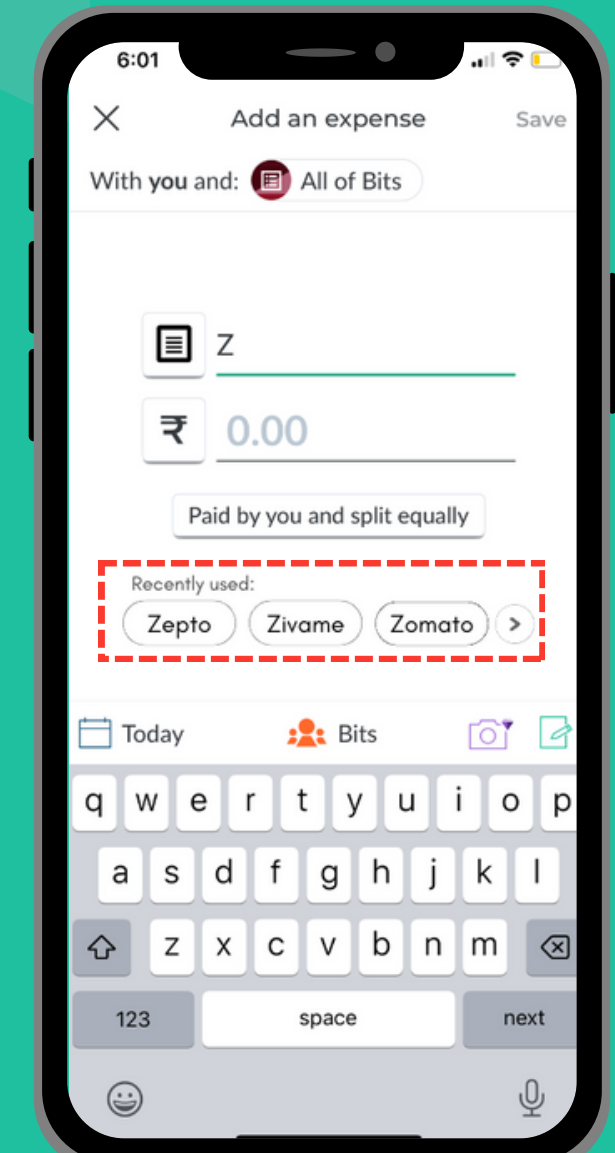 6:01
Add an expense Save
With you and: All of Bits
Z
₹ 0.00
Paid by you and split equally
Recently used:
Zepto Zivame Zomato >
Today Bits
q w e r t y u i o p
a s d f g h j k l
z x c v b n m
123 space next